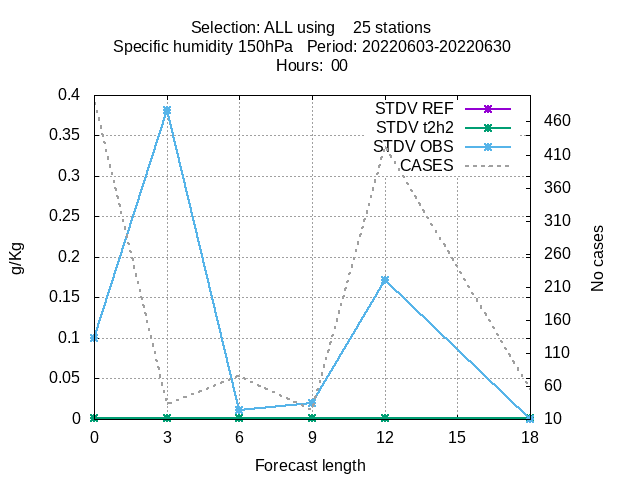 Selection: ALL using    25 stations
Specific humidity 150hPa   Period: 20220603-20220630
Hours:  00
STDV REF
STDV t2h2
STDV OBS
CASES
0.4
0.35
0.3
0.25
0.2
0.15
0.1
0.05
0
g/Kg
460
410
360
310
260
210
160
110
60
10
No cases
0 3 6 9 12 15 18
Forecast length